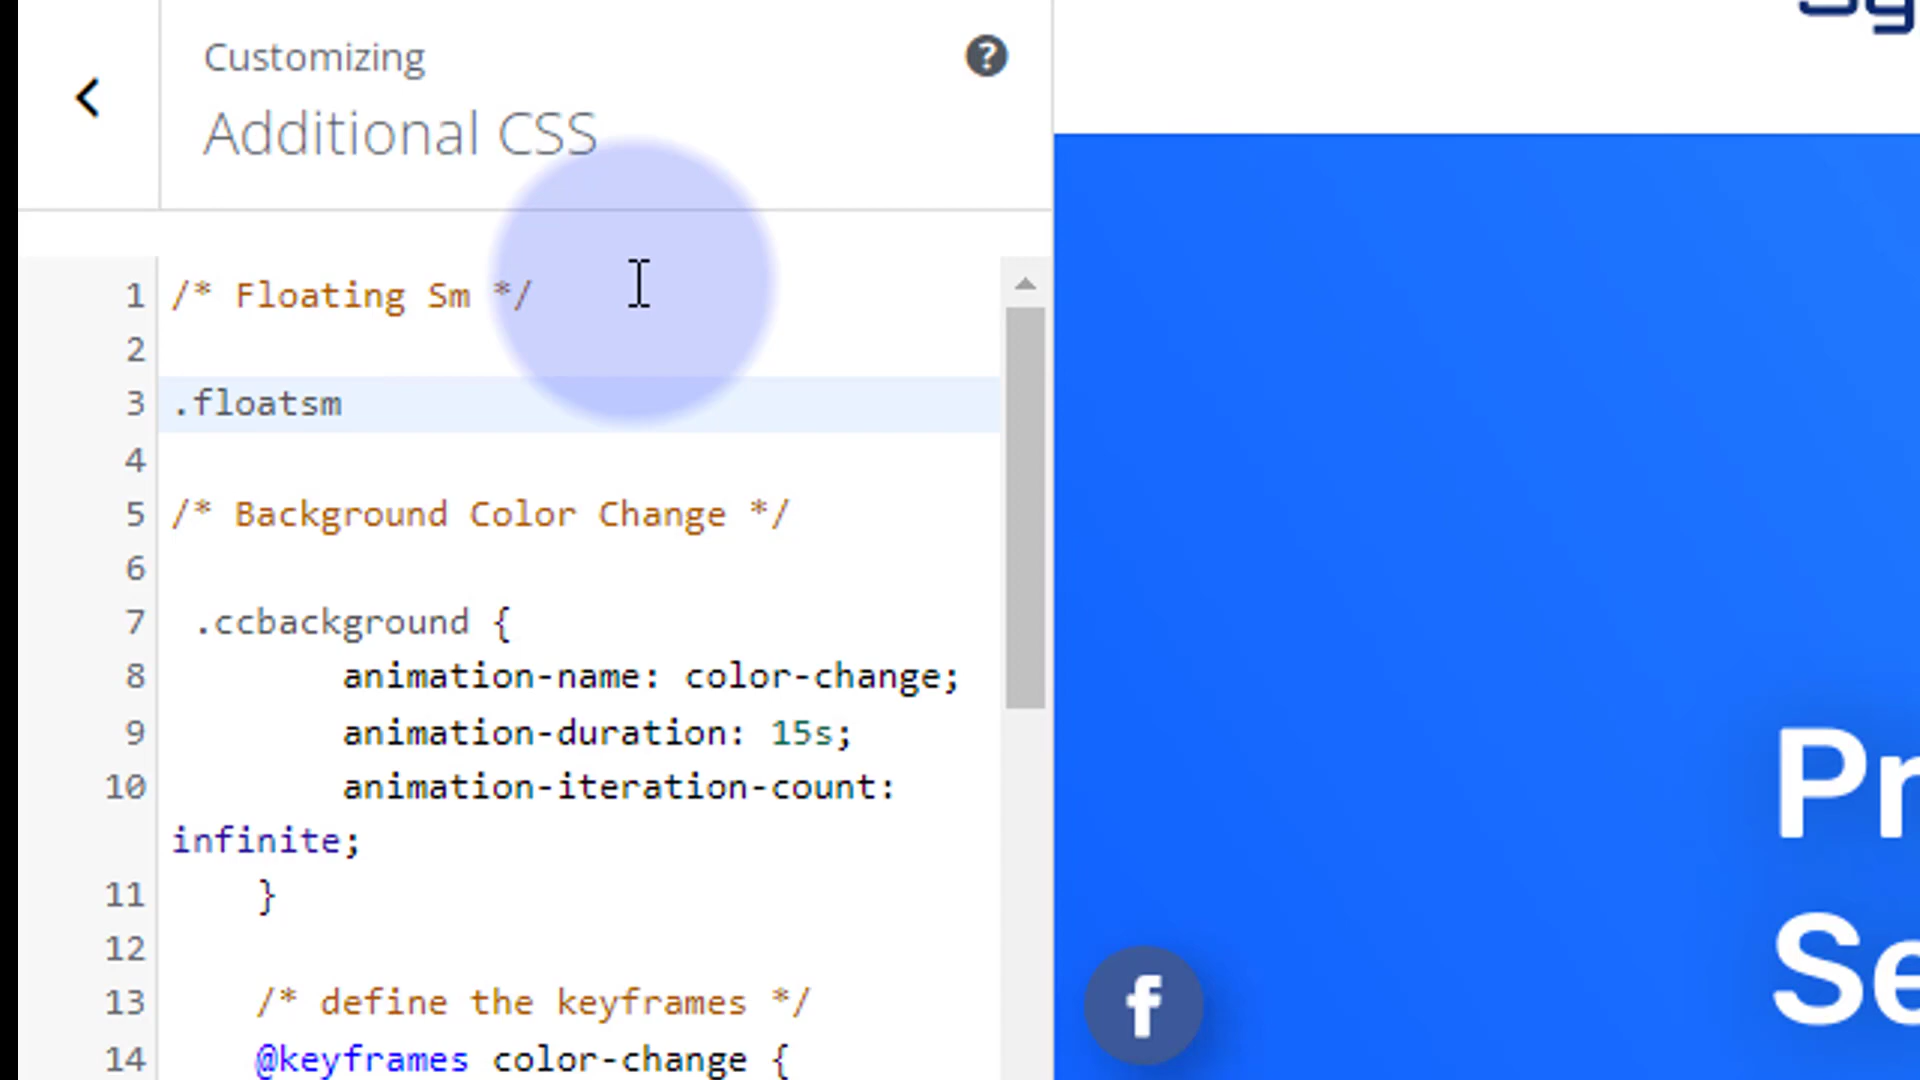 Customizing
Additional CSS
?
1 /* Floating Sm */
2
3 .floatsm
4
5 /* Background Color Change */
6
7 .ccbackground {
8 animation-name: color-change;
9 animation-duration: 15s;
10 animation-iteration-count:
infinite;
11 }
12
13 /* define the keyframes */
14 @keyframes color-change {
Pr
Se
f